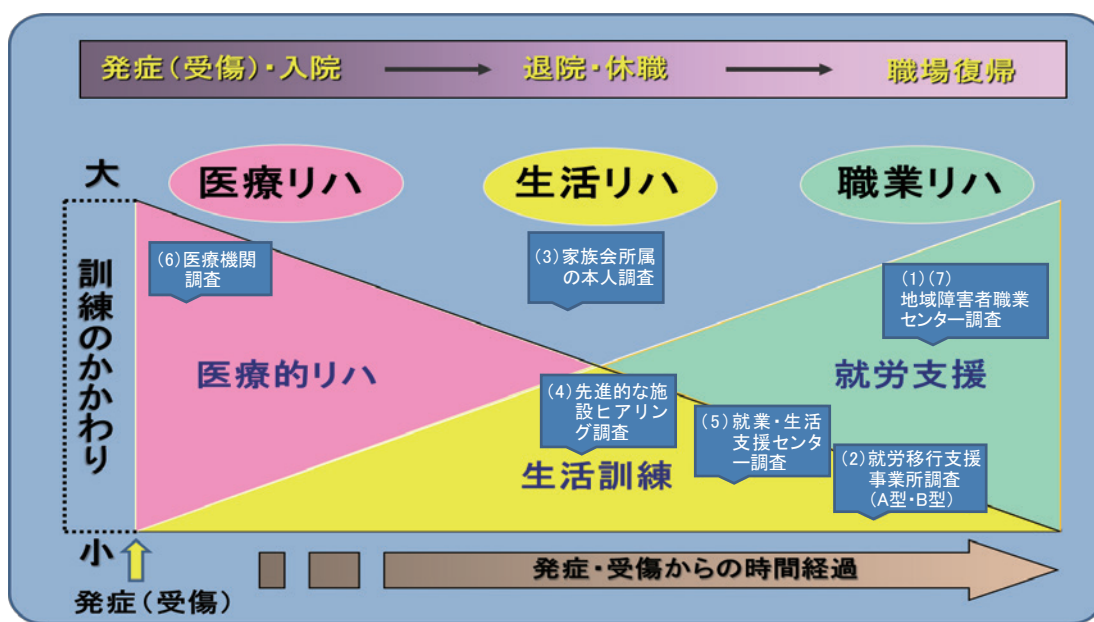 発症(受傷)・入院 → 退院・休職 → 職場復帰
大
医療リハ
生活リハ
職業リハ
訓練のかかわり
(6)医療機関
調査
(3)家族会所属
の本人調査
(1)(7)
地域障害者職業
センター調査
医療的リハ
就労支援
(4)先進的な施
設ヒアリン
グ調査
(5)就業・生活
支援センタ
ー調査
生活訓練
(2)就労移行支援
事業所調査
(A型・B型)
小
発症(受傷)
発症・受傷からの時間経過